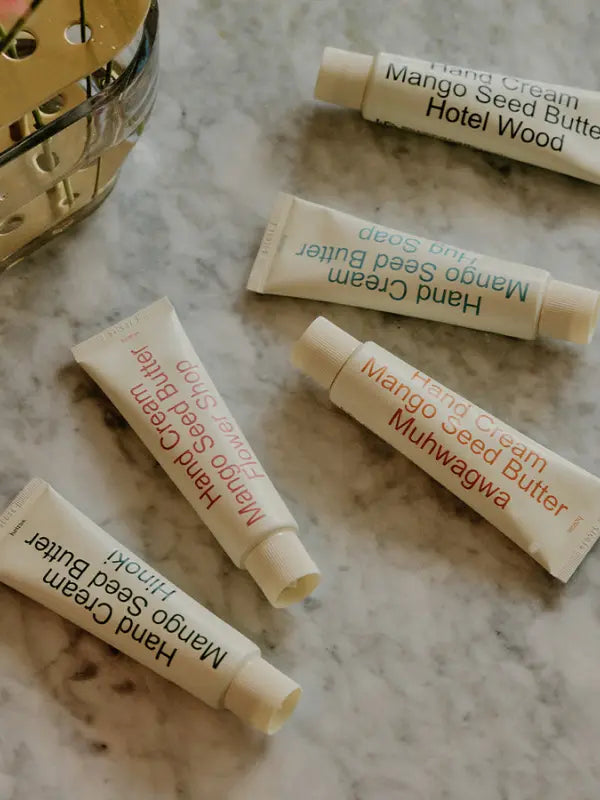 Hand Cream
Mango Seed Butte
Hotel Wood
Hand Cream
Mango Seed Butter
Hug Soap
Hand Cream
Mango Seed Butter
Muhwagwa
Hand Cream
Mango Seed Butter
Flower Shop
Hand Cream
Mango Seed Butter
Hinoki